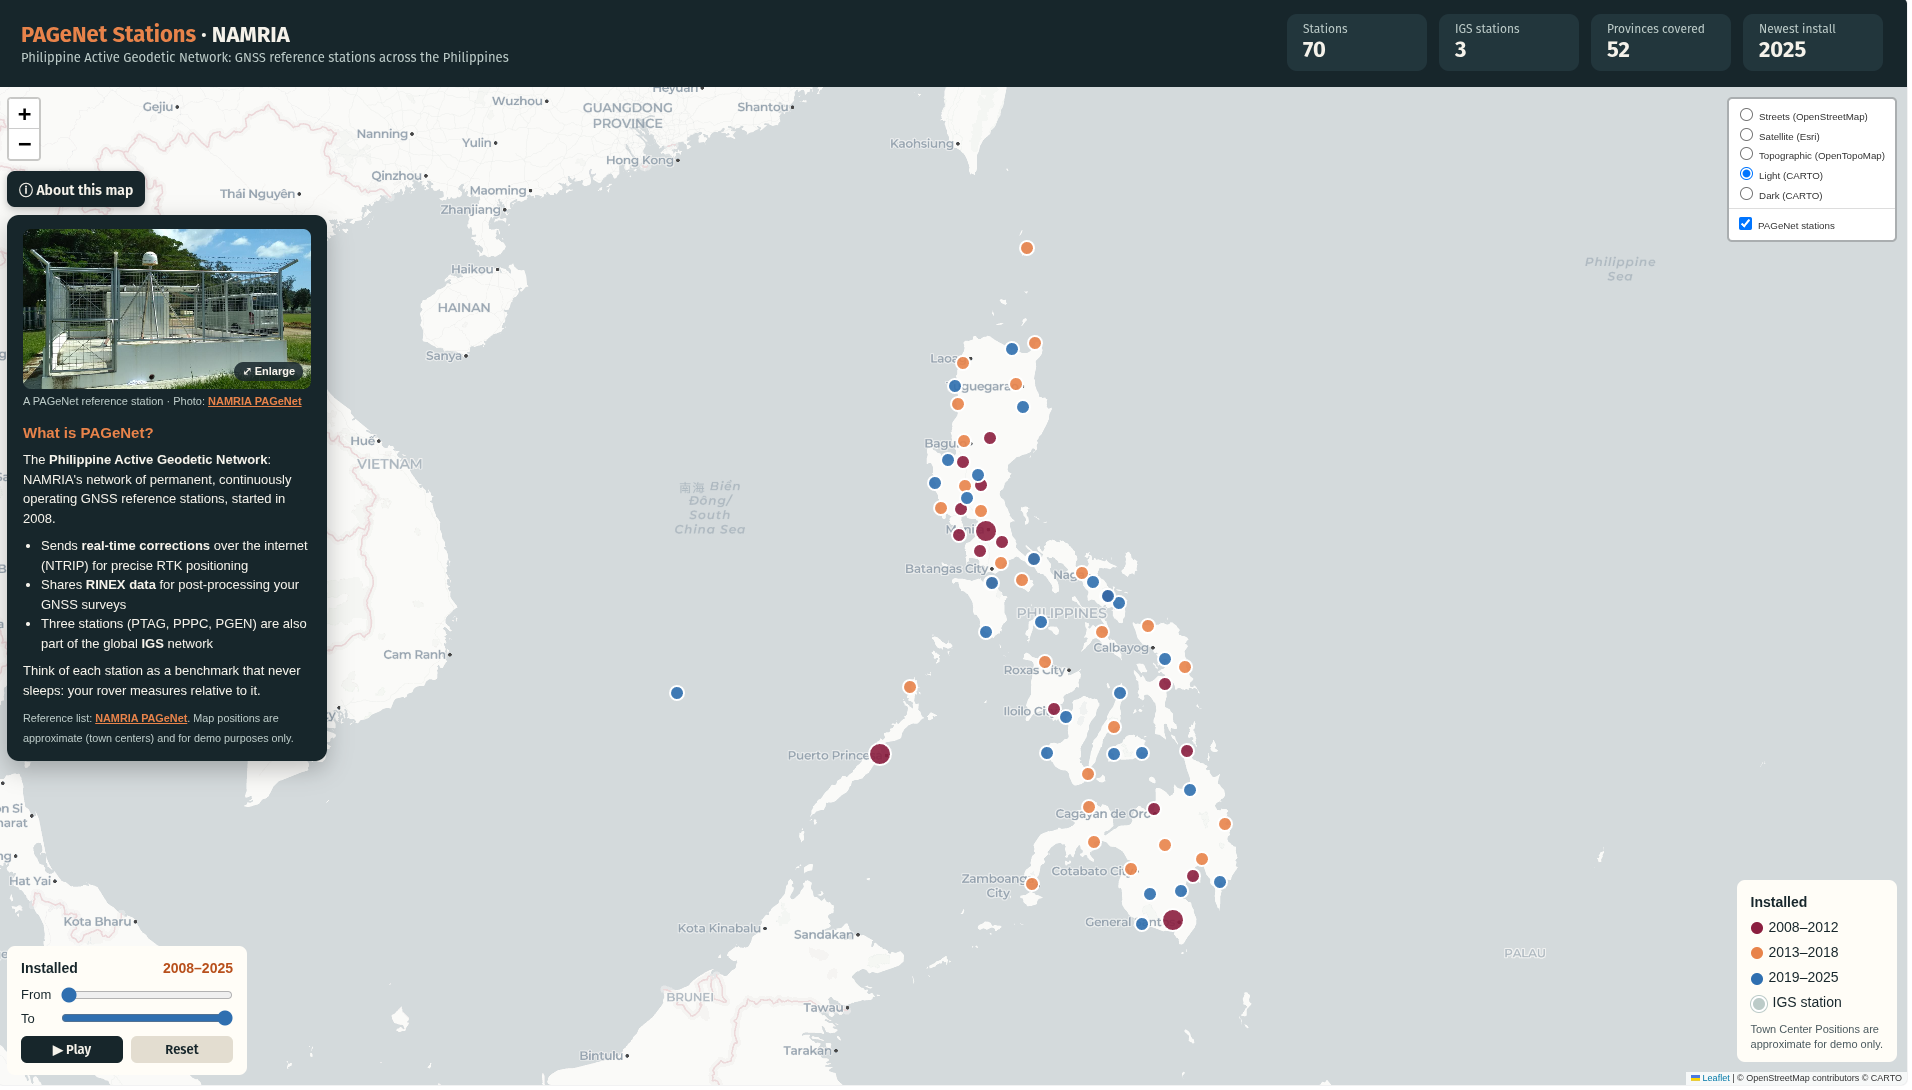 PAGeNet Stations · NAMRIA
Philippine Active Geodetic Network: GNSS reference stations across the Philippines
Stations
70
IGS stations
3
Provinces covered
52
Newest install
2025
+
−
ⓘ About this map
⤢ Enlarge
A PAGeNet reference station · Photo: NAMRIA PAGeNet
What is PAGeNet?
The Philippine Active Geodetic Network:
NAMRIA's network of permanent, continuously
operating GNSS reference stations, started in
2008.
• Sends real-time corrections over the internet
(NTRIP) for precise RTK positioning
• Shares RINEX data for post-processing your
GNSS surveys
• Three stations (PTAG, PPPC, PGEN) are also
part of the global IGS network
Think of each station as a benchmark that never
sleeps: your rover measures relative to it.
Reference list: NAMRIA PAGeNet. Map positions are
approximate (town centers) and for demo purposes only.
Streets (OpenStreetMap)
Satellite (Esri)
Topographic (OpenTopoMap)
Light (CARTO)
Dark (CARTO)
PAGeNet stations
Gejiu
Wuzhou
Heyuan
GUANGDONG
PROVINCE
Shantou
Nanning
Yulin
Kaohsiung
Hong Kong
Qinzhou
Thái Nguyên
Maoming
Zhanjiang
Haikou
HAINAN
Sanya
Philippine
Sea
Huế
VIETNAM
南海 Biển
Đông/
South
China Sea
Batangas City
PHILIPPINES
Calbayog
Cam Ranh
Roxas City
Puerto Prince
Cagayan de Oro
Zamboang
City
Hat Yai
Kota Bharu
Kota Kinabalu
Sandakan
General
PALAU
BRUNEI
Tawau
Bintulu
Tarakan
Installed
2008–2025
From
To
▶ Play
Reset
Installed
2008–2012
2013–2018
2019–2025
IGS station
Town Center Positions are
approximate for demo only.
Leaflet | © OpenStreetMap contributors © CARTO